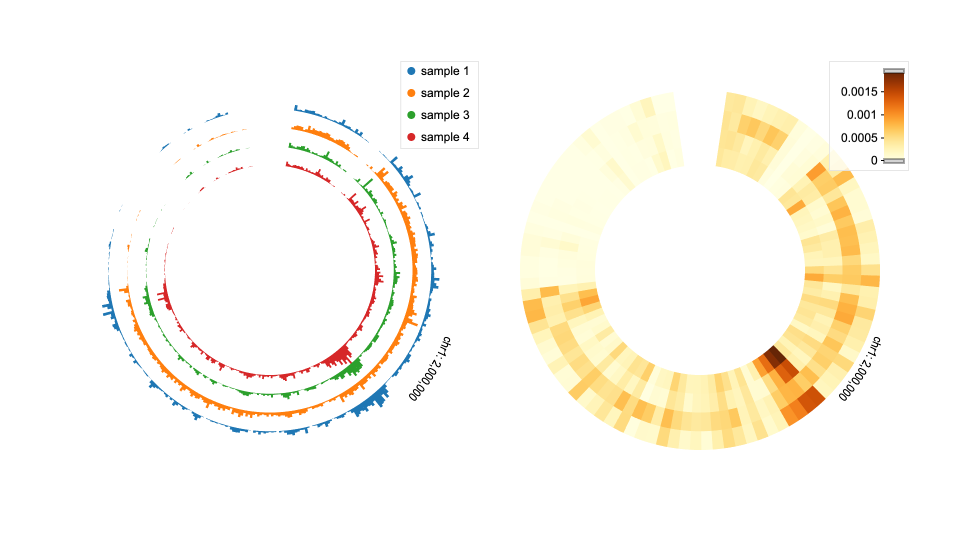 sample 1
sample 2
sample 3
sample 4
chr1: 2,000,000
0.0015
0.001
0.0005
0
chr1: 2,000,000